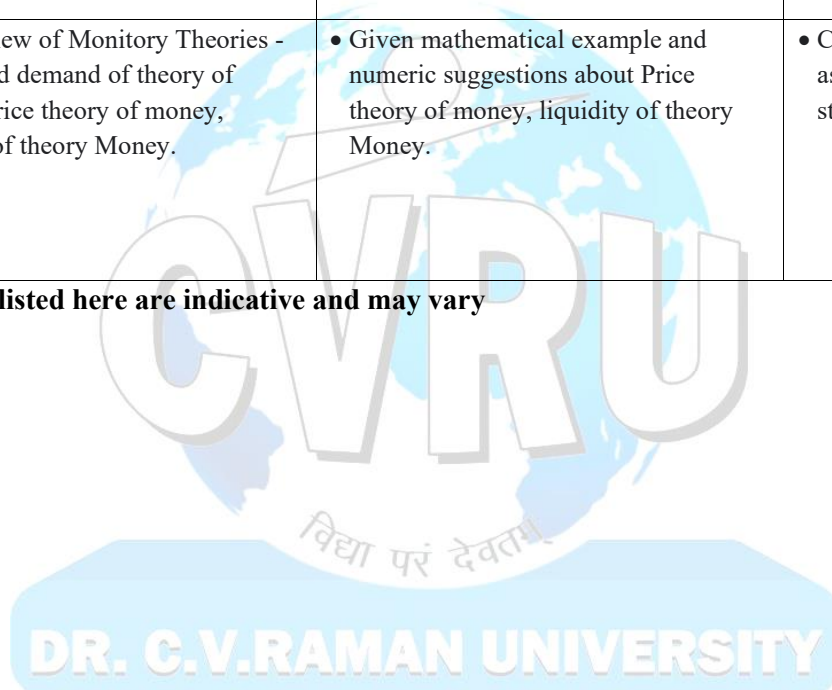 ew of Monitory Theories -
d demand of theory of
rice theory of money,
of theory Money.
• Given mathematical example and
numeric suggestions about Price
theory of money, liquidity of theory
Money.
• C
as
st
listed here are indicative and may vary
CVRU
विद्या परं देवतम्
DR. C.V.RAMAN UNIVERSITY